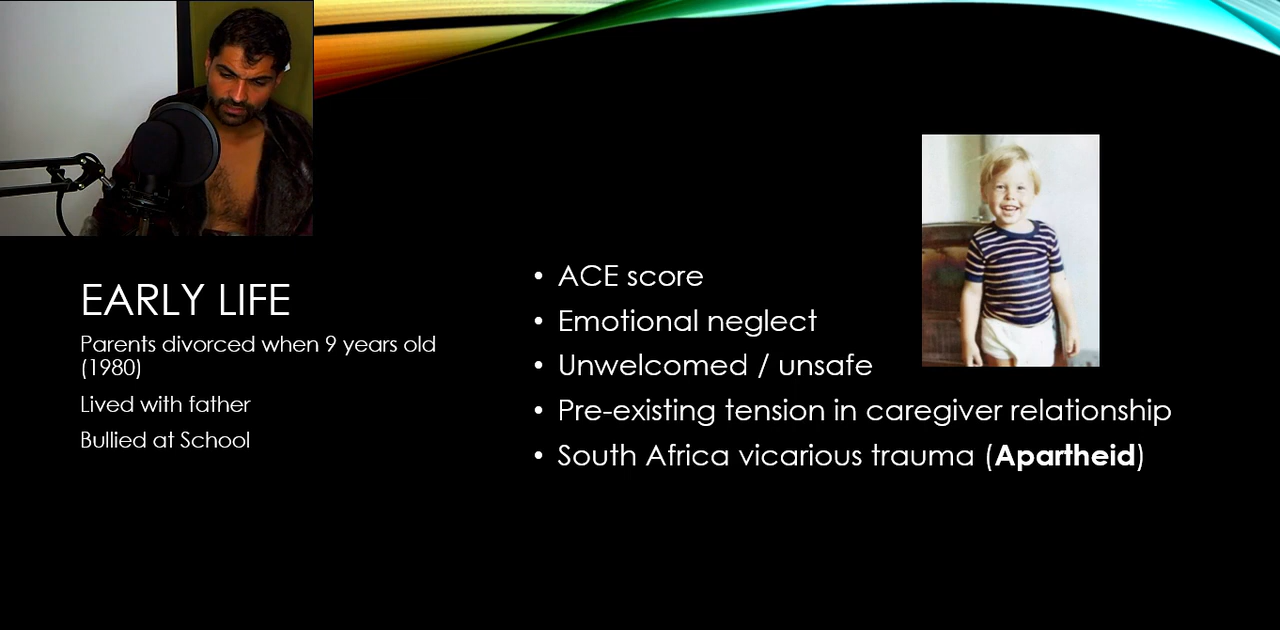 EARLY LIFE
Parents divorced when 9 years old
(1980)
Lived with father
Bullied at School
• ACE score
• Emotional neglect
• Unwelcomed / unsafe
• Pre-existing tension in caregiver relationship
• South Africa vicarious trauma (Apartheid)